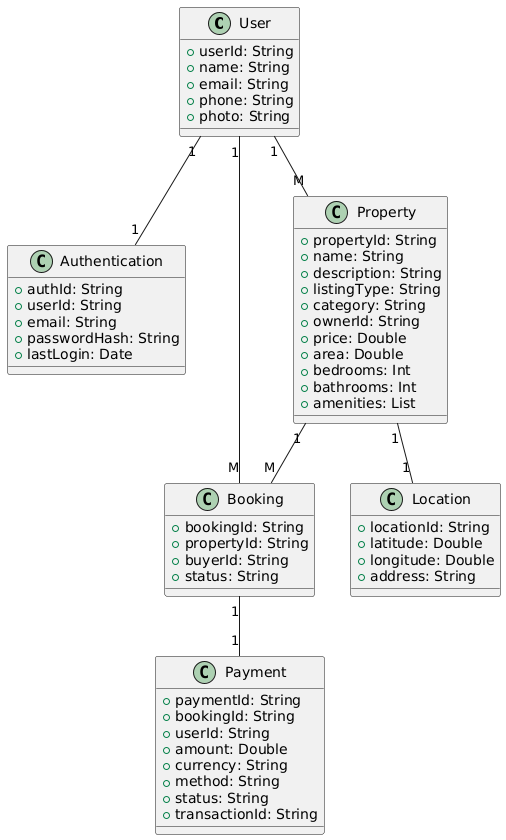 C User
userId: String
name: String
email: String
phone: String
photo: String
1
1
1
1
M
C Authentication
authId: String
userId: String
email: String
passwordHash: String
lastLogin: Date
C Property
propertyId: String
name: String
description: String
listingType: String
category: String
ownerId: String
price: Double
area: Double
bedrooms: Int
bathrooms: Int
amenities: List
1
1
M
M
1
C Booking
bookingId: String
propertyId: String
buyerId: String
status: String
C Location
locationId: String
latitude: Double
longitude: Double
address: String
1
1
C Payment
paymentId: String
bookingId: String
userId: String
amount: Double
currency: String
method: String
status: String
transactionId: String